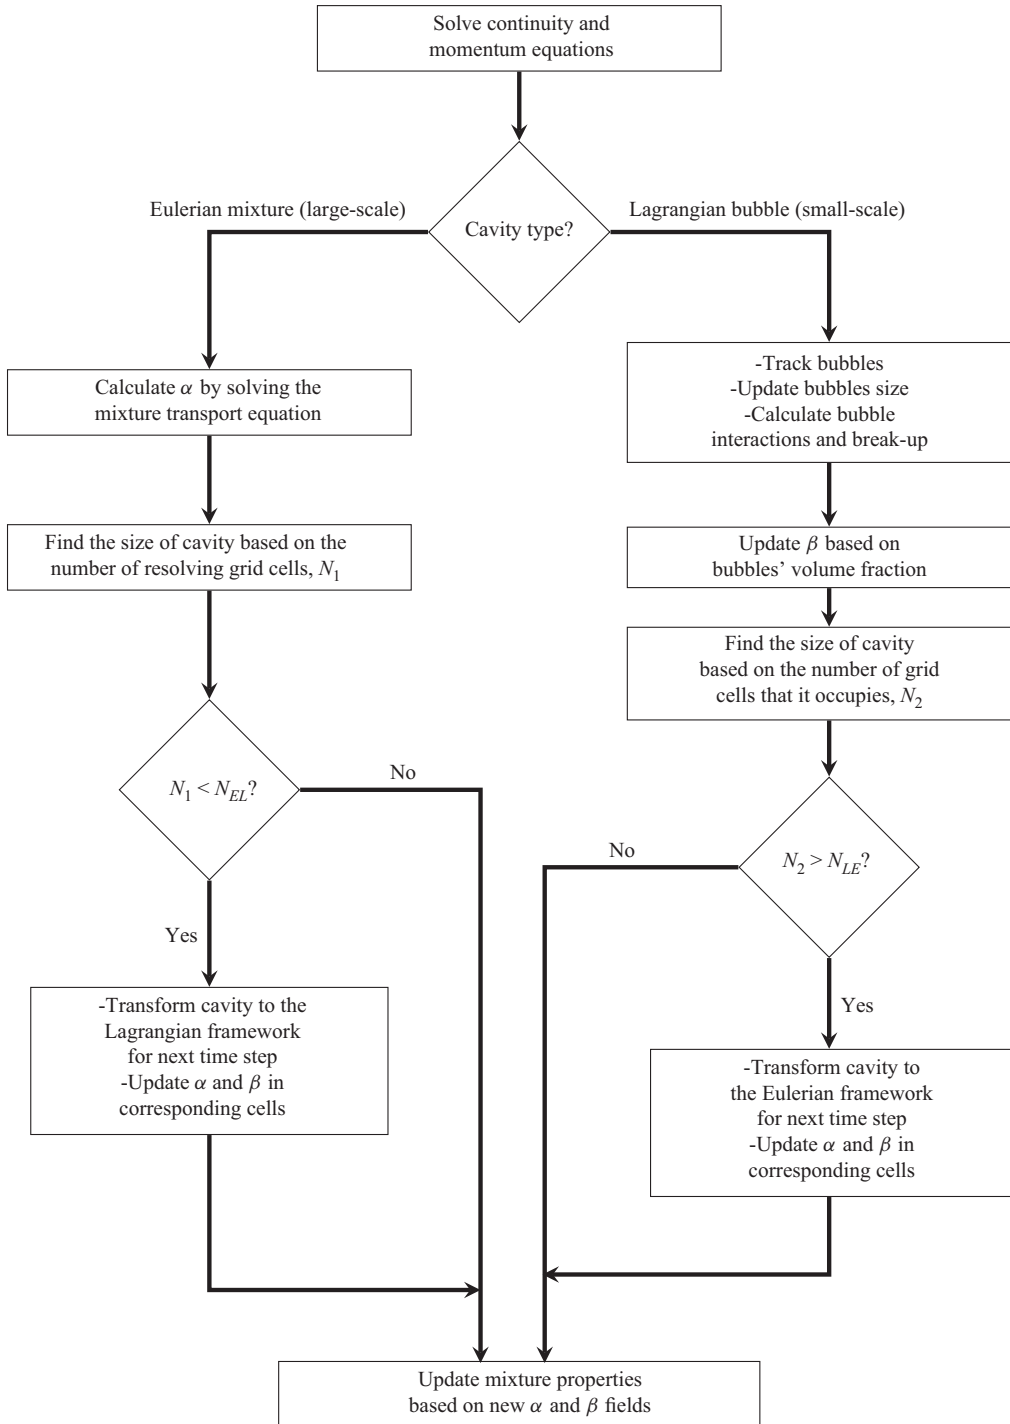 Solve continuity and
momentum equations
Eulerian mixture (large-scale)
Lagrangian bubble (small-scale)
Cavity type?
Calculate α by solving the
mixture transport equation
-Track bubbles
-Update bubbles size
-Calculate bubble
interactions and break-up
Find the size of cavity based on the
number of resolving grid cells, N₁
Update β based on
bubbles’ volume fraction
Find the size of cavity
based on the number of grid
cells that it occupies, N₂
N₁ < N_EL?
No
N₂ > N_LE?
No
Yes
-Transform cavity to the
Lagrangian framework
for next time step
-Update α and β in
corresponding cells
Yes
-Transform cavity to
the Eulerian framework
for next time step
-Update α and β in
corresponding cells
Update mixture properties
based on new α and β fields